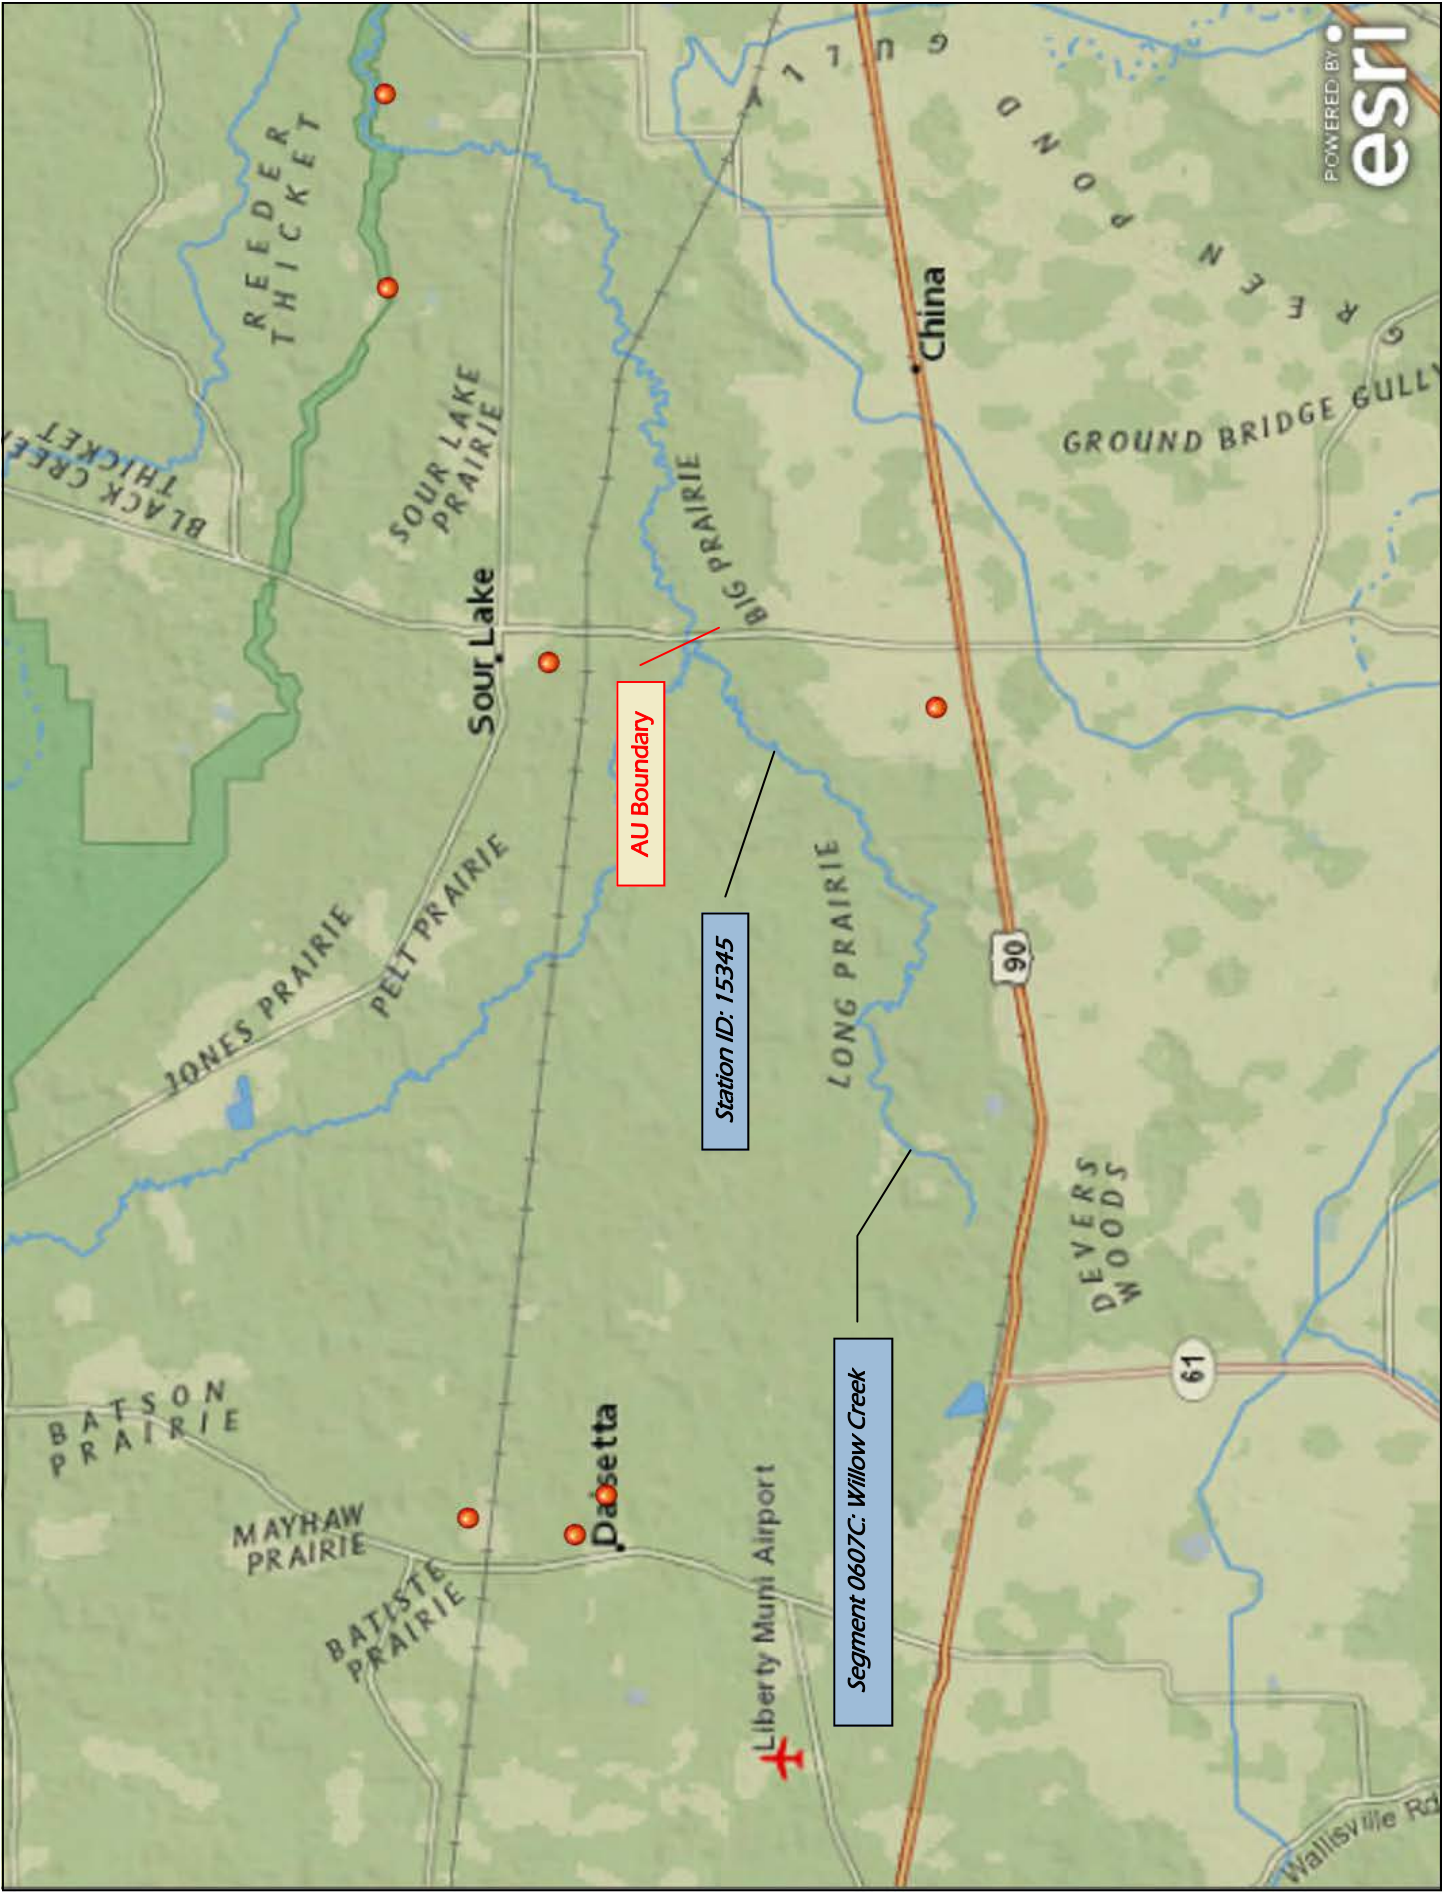 BATSON
PRAIRIE
MAYHAW
PRAIRIE
BATISTE
PRAIRIE
JONES PRAIRIE
PELT PRAIRIE
BLACK CREE
THICKET
REEDER
THICKET
SOUR LAKE
PRAIRIE
Sour Lake
Daisetta
AU Boundary
BIG PRAIRIE
Station ID: 15345
LONG PRAIRIE
Liberty Muni Airport
Segment 0607C: Willow Creek
90
China
GULLY
GREEN POND
GROUND BRIDGE GULLY
DEVERS
WOODS
61
Wallisville Rd
POWERED BY
esri